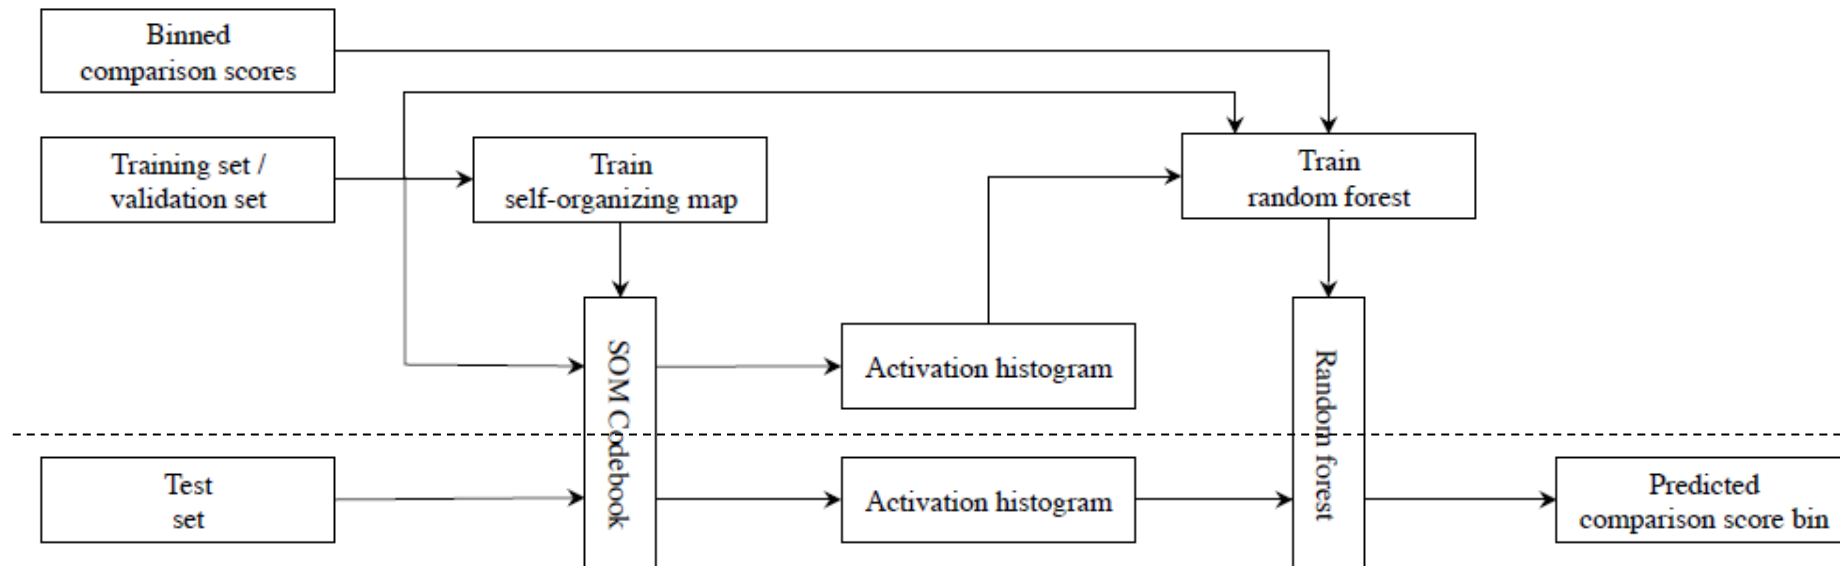 Binned
comparison scores
Training set /
validation set
Train
self-organizing map
Train
random forest
SOM Codebook
Activation histogram
Random forest
Test
set
Activation histogram
Predicted
comparison score bin